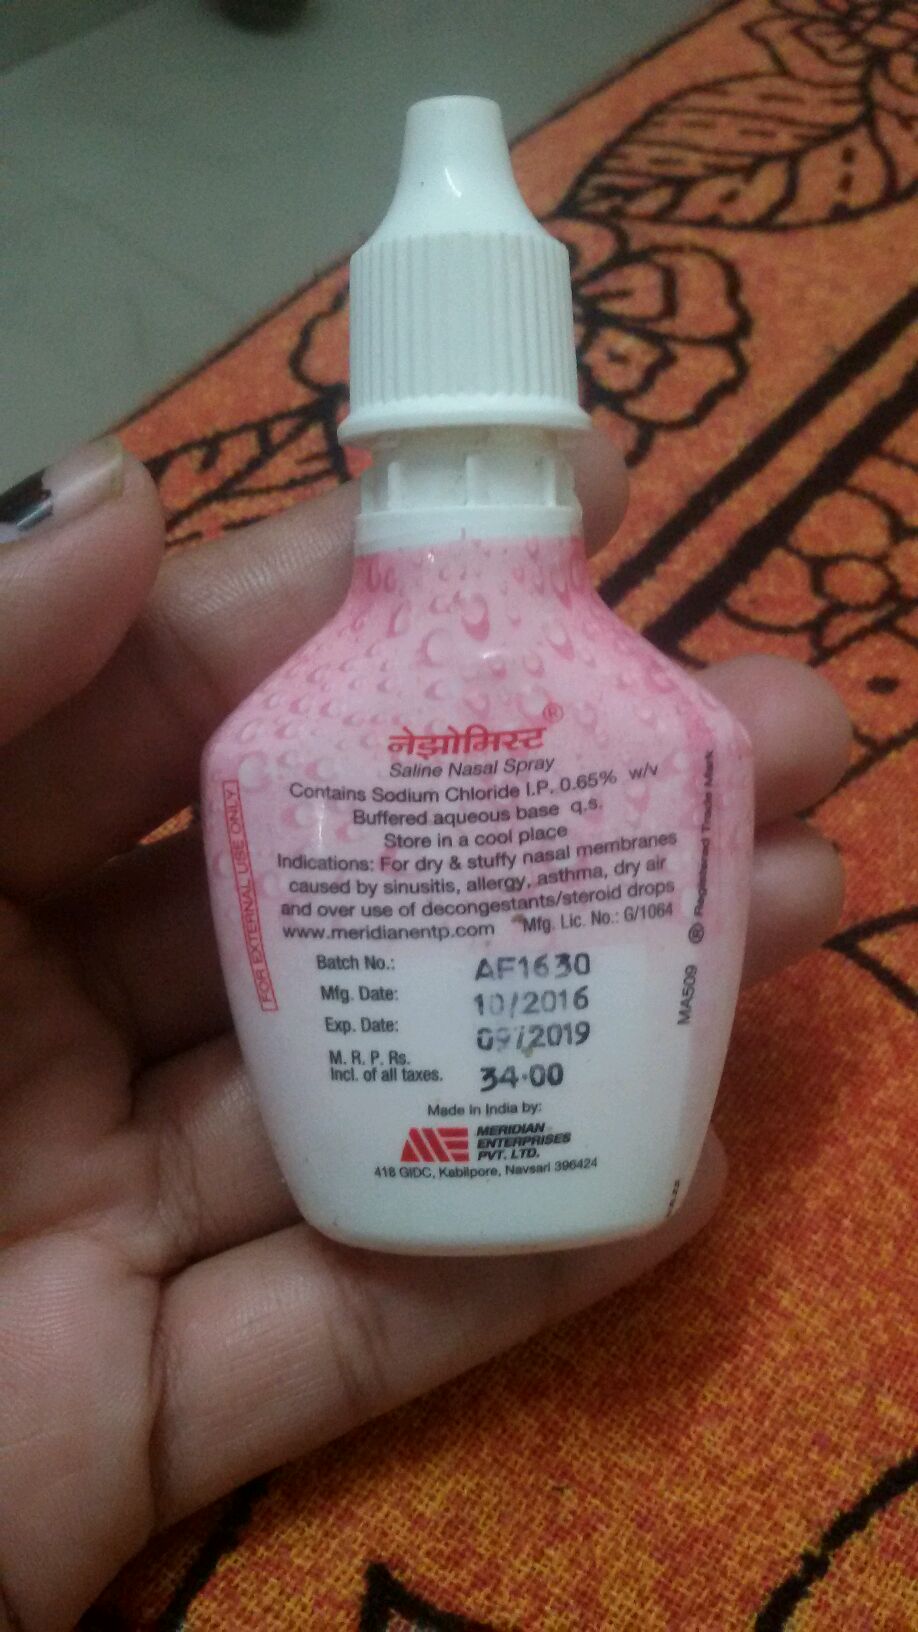 नेझोमिस्ट®
Saline Nasal Spray
Contains Sodium Chloride I.P. 0.65% w/v
Buffered aqueous base q.s.
Store in a cool place
Indications: For dry & stuffy nasal membranes
caused by sinusitis, allergy, asthma, dry air
and over use of decongestants/steroid drops
www.meridianentp.com Mfg. Lic. No.: G/1064
Batch No.: AF1630
Mfg. Date: 10/2016
Exp. Date: 09/2019
M. R. P. Rs.
Incl. of all taxes. 34.00
Made in India by:
MERIDIAN
ENTERPRISES
PVT. LTD.
418 GIDC, Kabilpore, Navsari 396424
FOR EXTERNAL USE ONLY
MA509 ® Registered Trade Mark